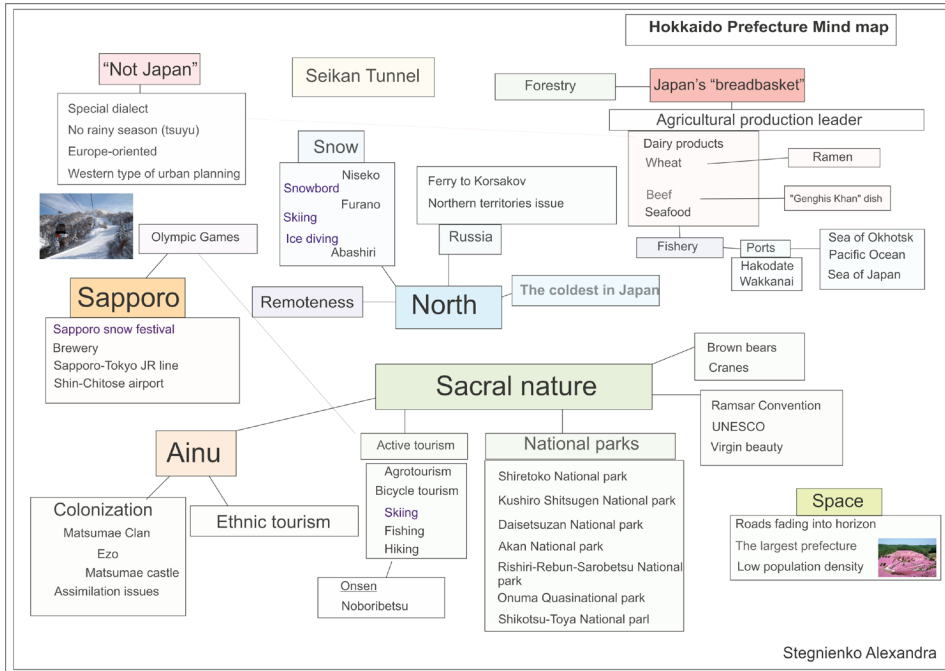 Hokkaido Prefecture Mind map
"Not Japan"
Special dialect
No rainy season (tsuyu)
Europe-oriented
Western type of urban planning
Seikan Tunnel
Forestry
Japan's "breadbasket"
Agricultural production leader
Dairy products
Wheat
Ramen
Beef
"Genghis Khan" dish
Seafood
Fishery
Ports
Hakodate
Wakkanai
Sea of Okhotsk
Pacific Ocean
Sea of Japan
Snow
Niseko
Snowbord
Furano
Skiing
Ice diving
Abashiri
Ferry to Korsakov
Northern territories issue
Russia
Olympic Games
Sapporo
Sapporo snow festival
Brewery
Sapporo-Tokyo JR line
Shin-Chitose airport
Remoteness
North
The coldest in Japan
Sacral nature
Brown bears
Cranes
Ramsar Convention
UNESCO
Virgin beauty
Ainu
Colonization
Matsumae Clan
Ezo
Matsumae castle
Assimilation issues
Ethnic tourism
Active tourism
Agrotourism
Bicycle tourism
Skiing
Fishing
Hiking
Onsen
Noboribetsu
National parks
Shiretoko National park
Kushiro Shitsugen National park
Daisetsuzan National park
Akan National park
Rishiri-Rebun-Sarobetsu National
park
Onuma Quasinational park
Shikotsu-Toya National parl
Space
Roads fading into horizon
The largest prefecture
Low population density
Stegnienko Alexandra